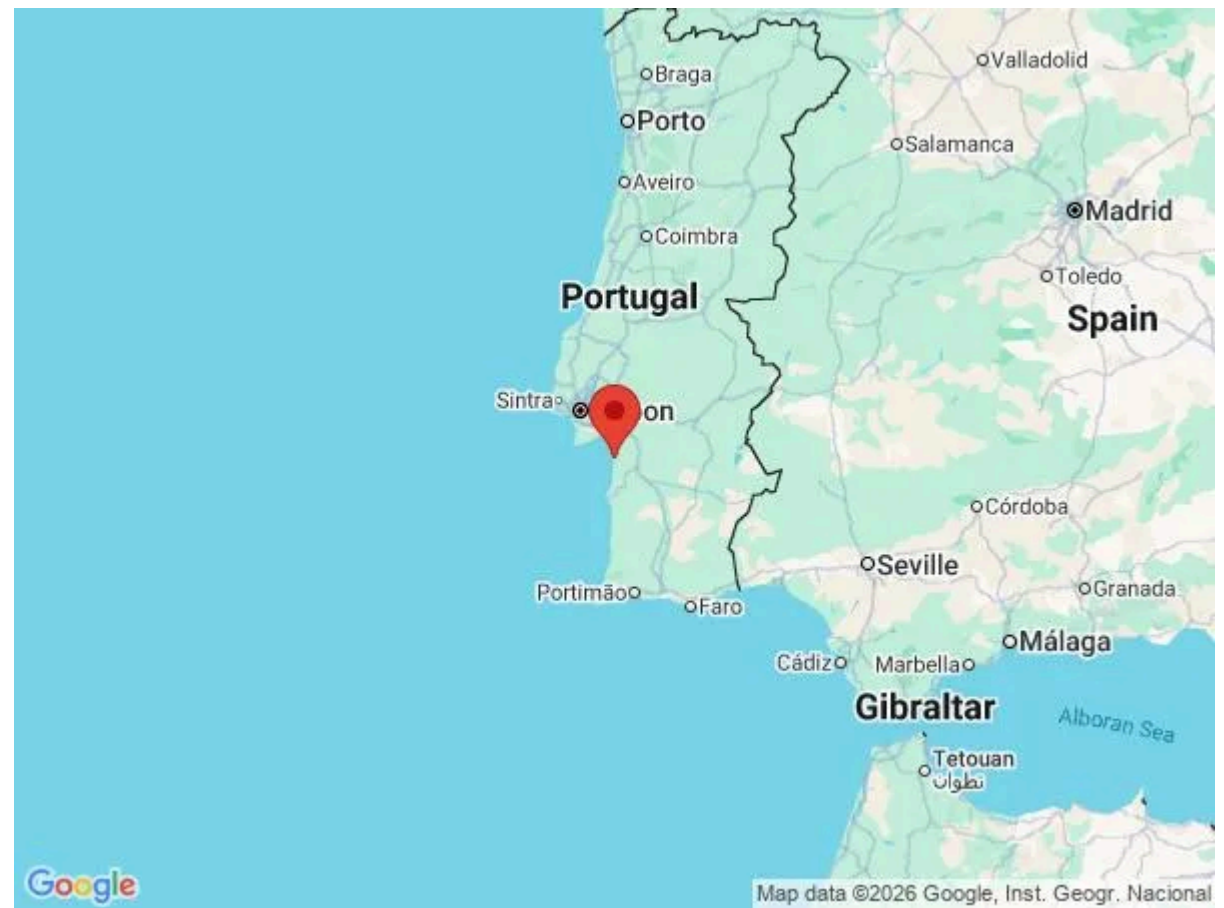 Braga
Valladolid
Porto
Salamanca
Aveiro
Madrid
Coimbra
Toledo
Portugal
Spain
Sintra
on
Córdoba
Seville
Portimão
Faro
Granada
Málaga
Cádiz
Marbella
Gibraltar
Alboran Sea
Tetouan
تطوان
Google
Map data ©2026 Google, Inst. Geogr. Nacional